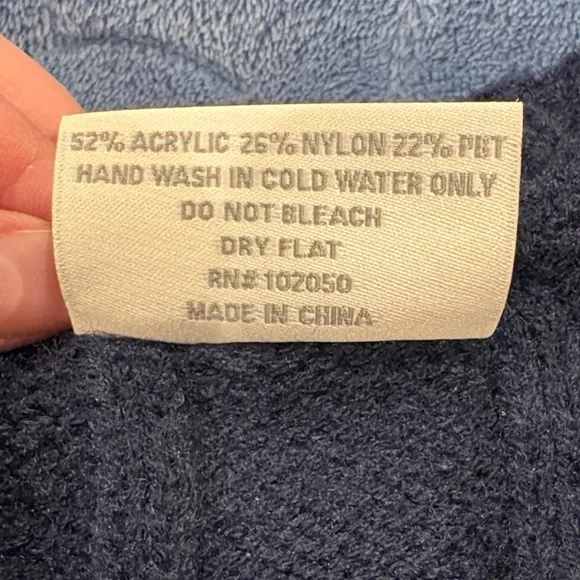 52% ACRYLIC 26% NYLON 22% PBT
HAND WASH IN COLD WATER ONLY
DO NOT BLEACH
DRY FLAT
RN# 102050
MADE IN CHINA